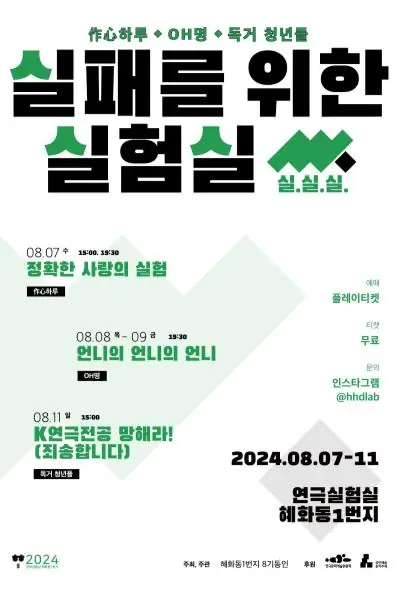 作心하루 ◆ OH명 ◆ 독거 청년들
실패를 위한
실험실
실.실.실.
08.07 수 15:00, 19:30
정확한 사랑의 실험
作心하루
08.08 목 - 09 금 19:30
언니의 언니의 언니
OH명
08.11 일 15:00
K연극전공 망해라!
(죄송합니다)
독거 청년들
예매
플레이티켓
티켓
무료
문의
인스타그램
@hhdlab
2024.08.07-11
연극실험실
혜화동1번지
2024
주최, 주관 혜화동1번지 8기동인 후원